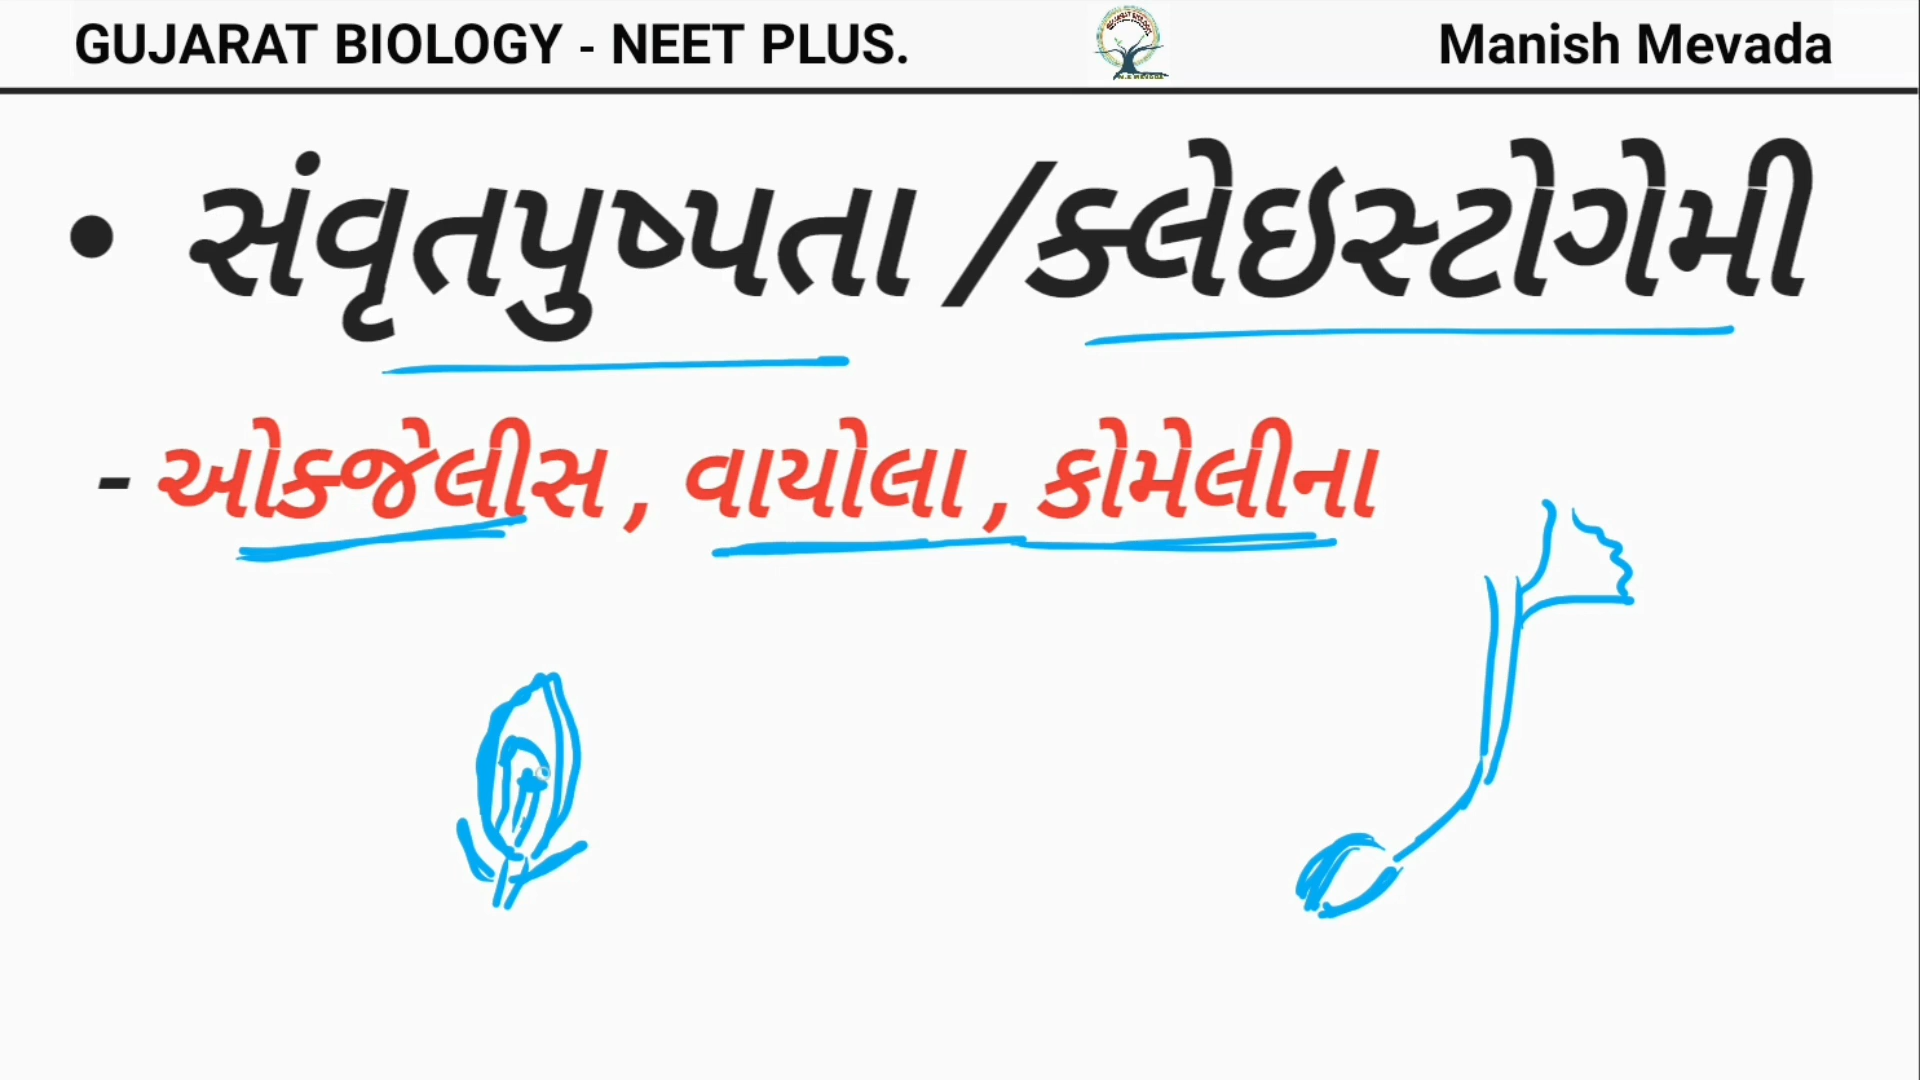 GUJARAT BIOLOGY - NEET PLUS. Manish Mevada
• સંવૃતપુષ્પતા /ક્લેઇસ્ટોગેમી
- ઓક્જેલીસ , વાયોલા , કોમેલીના